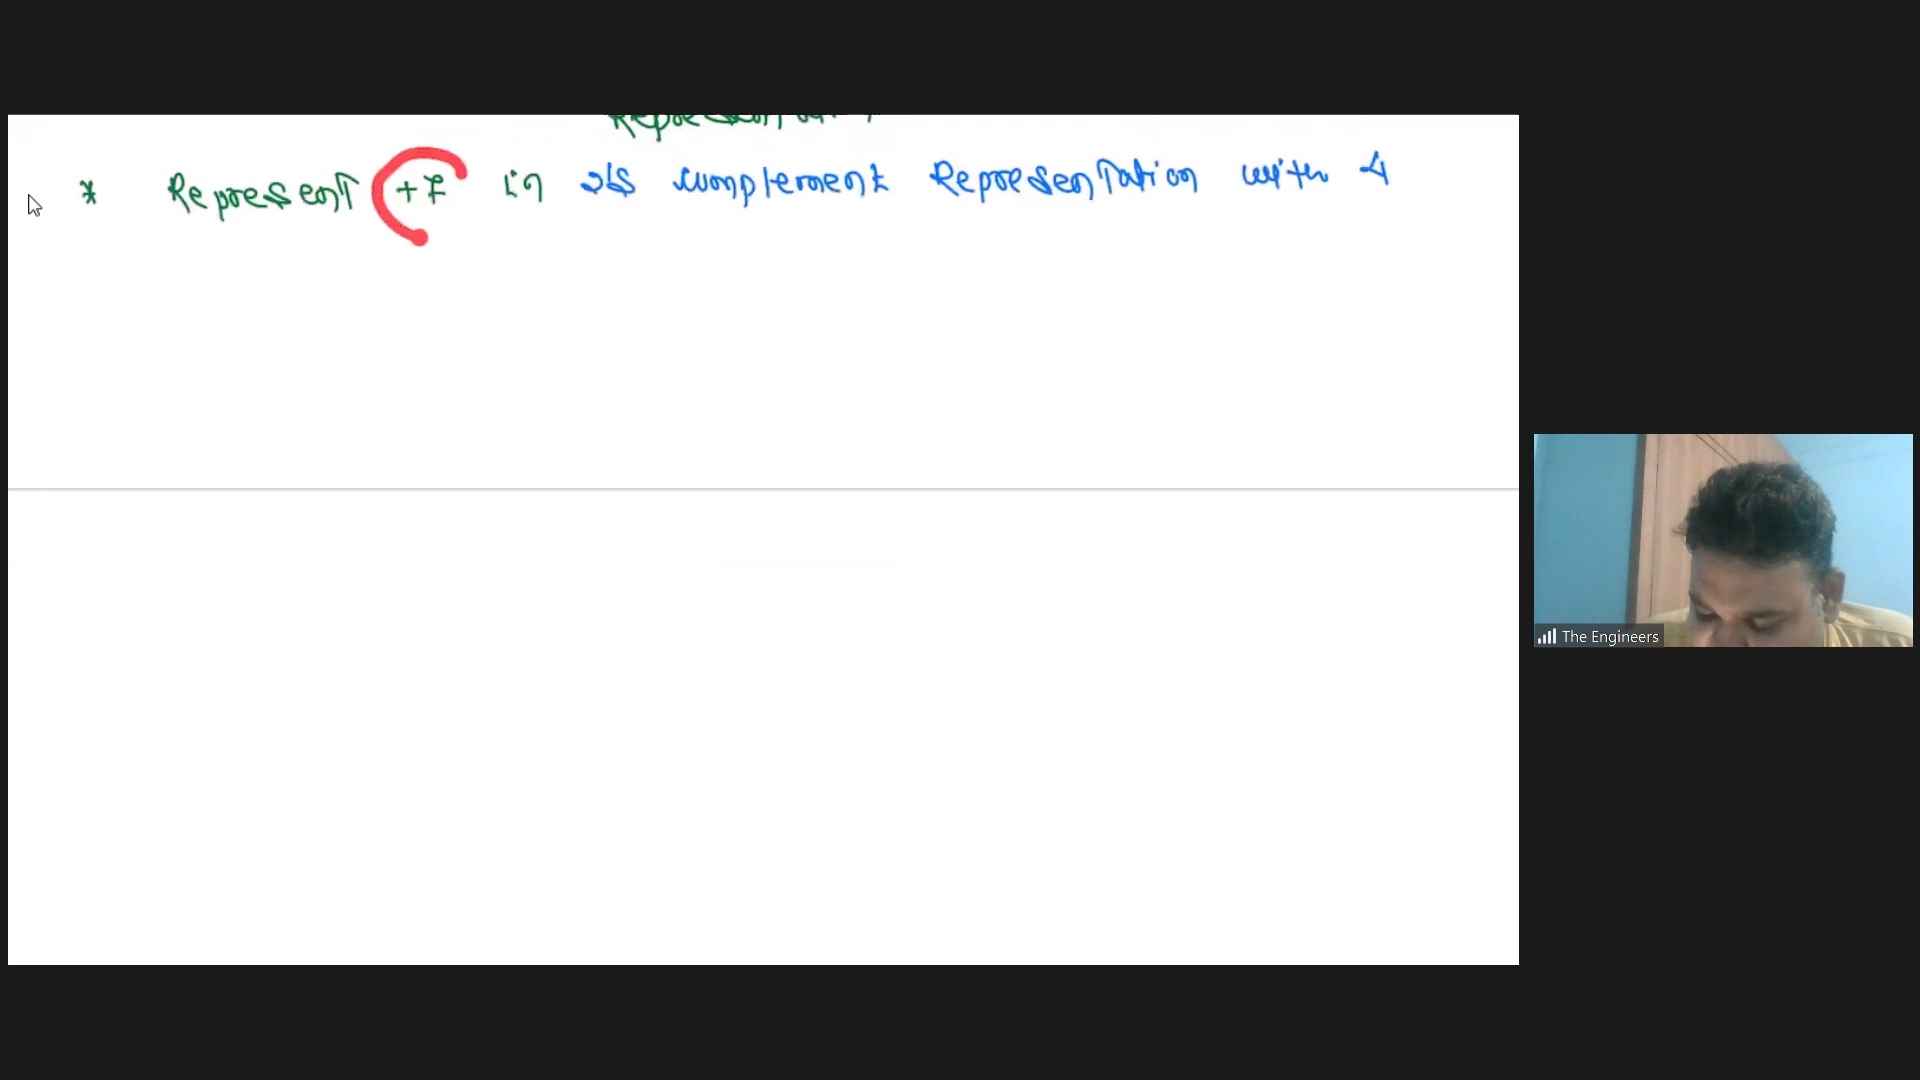 * Represent +7 in 2's complement Representation with 4
The Engineers